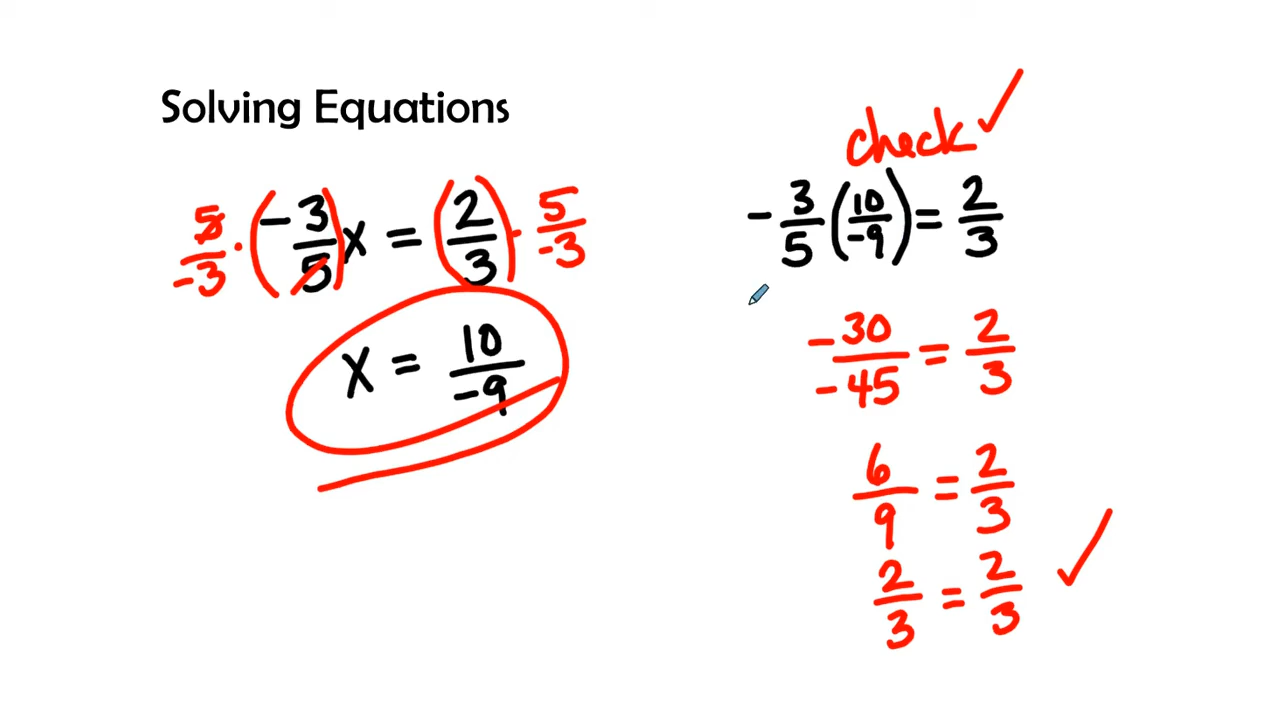 Solving Equations
5/-3 · (-3/5)x = (2/3) · 5/-3
x = 10/-9
check ✓
-3/5(10/-9) = 2/3
-30/-45 = 2/3
6/9 = 2/3
2/3 = 2/3 ✓